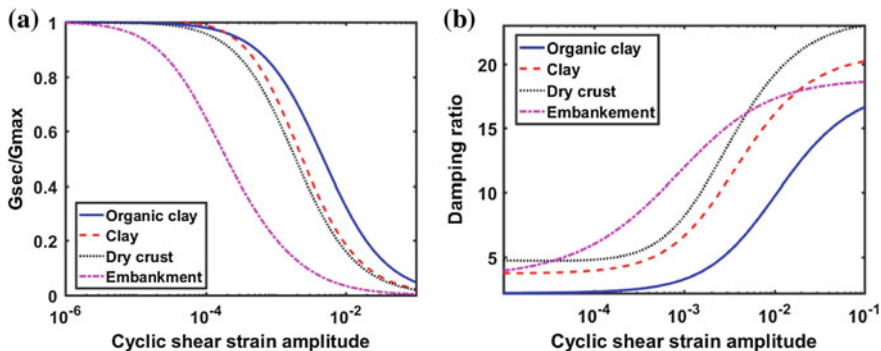 (a)
1
0.8
0.6
0.4
0.2
0
Gsec/Gmax
Organic clay
Clay
Dry crust
Embankment
10-6
10-4
10-2
Cyclic shear strain amplitude
(b)
20
15
10
5
Damping ratio
Organic clay
Clay
Dry crust
Embankement
10-4
10-3
10-2
10-1
Cyclic shear strain amplitude